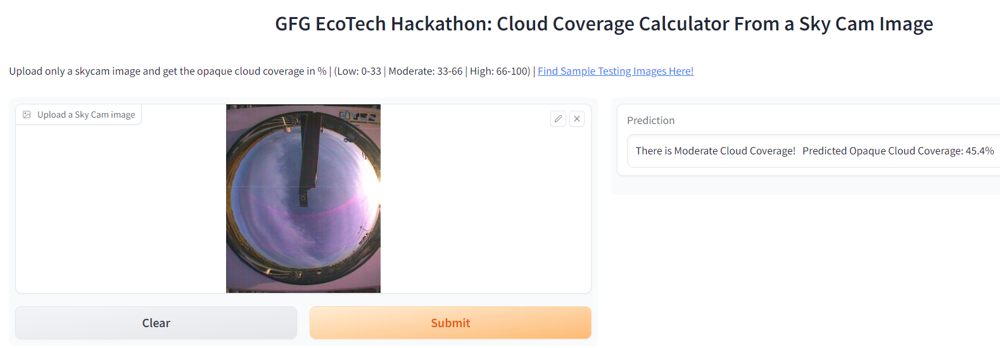 GFG EcoTech Hackathon: Cloud Coverage Calculator From a Sky Cam Image
Upload only a skycam image and get the opaque cloud coverage in % | (Low: 0-33 | Moderate: 33-66 | High: 66-100) | Find Sample Testing Images Here!
Upload a Sky Cam image
Prediction
There is Moderate Cloud Coverage! Predicted Opaque Cloud Coverage: 45.4%
Clear
Submit